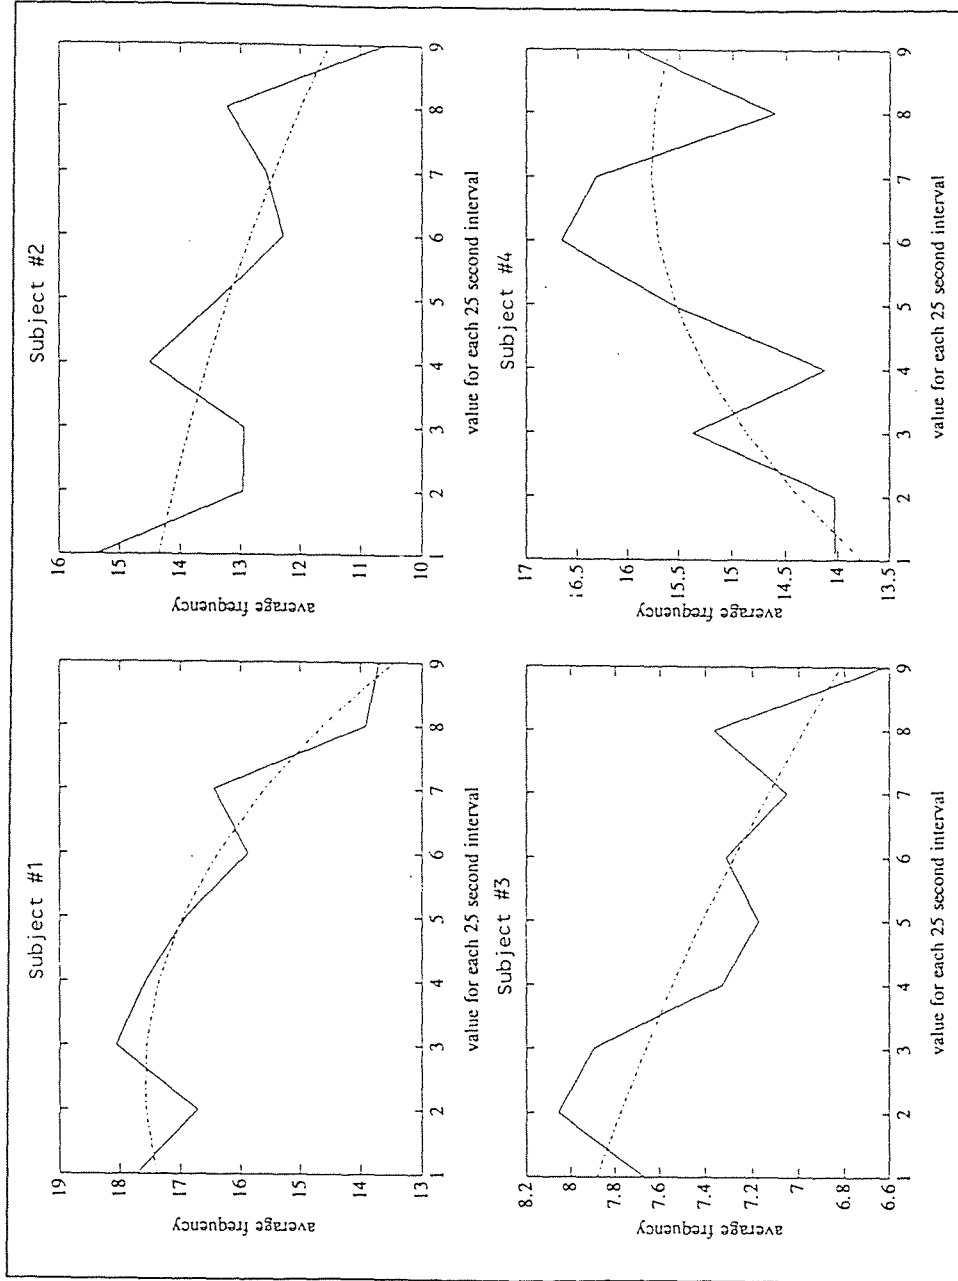 Subject #1
19
18
17
16
15
14
13
average frequency
1 2 3 4 5 6 7 8 9
value for each 25 second interval
Subject #2
16
15
14
13
12
11
10
average frequency
1 2 3 4 5 6 7 8 9
value for each 25 second interval
Subject #3
8.2
8
7.8
7.6
7.4
7.2
7
6.8
6.6
average frequency
1 2 3 4 5 6 7 8 9
value for each 25 second interval
Subject #4
17
16.5
16
15.5
15
14.5
14
13.5
average frequency
1 2 3 4 5 6 7 8 9
value for each 25 second interval